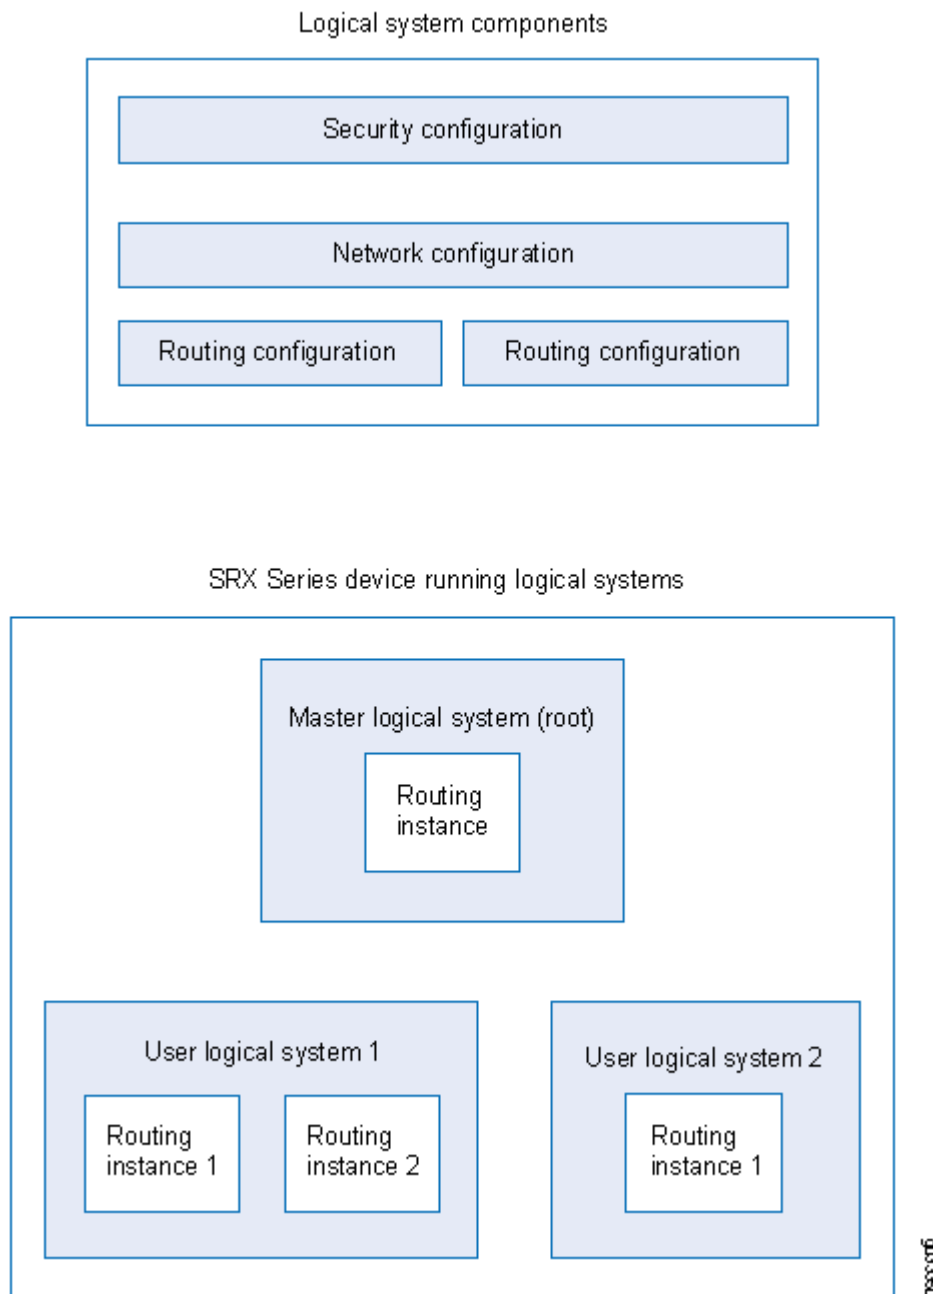 Logical system components
Security configuration
Network configuration
Routing configuration
Routing configuration
SRX Series device running logical systems
Master logical system (root)
Routing
instance
User logical system 1
Routing
instance 1
Routing
instance 2
User logical system 2
Routing
instance 1